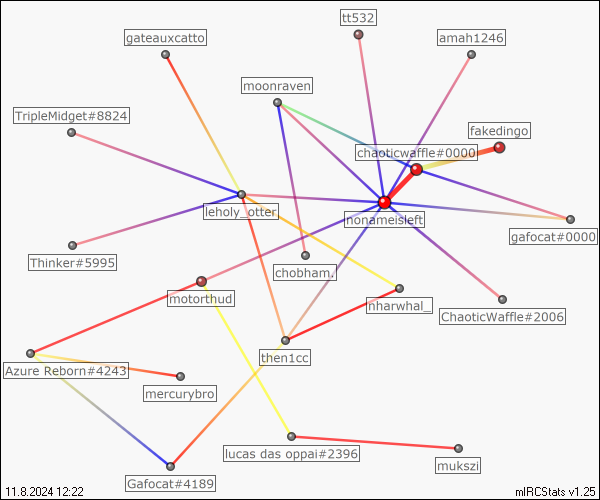 tt532
gateauxcatto
amah1246
moonraven
TripleMidget#8824
fakedingo
chaoticwaffle#0000
leholy_otter
nonameisleft
gafocat#0000
Thinker#5995
chobham.
motorthud
nharwhal_
ChaoticWaffle#2006
then1cc
Azure Reborn#4243
mercurybro
lucas das oppai#2396
mukszi
Gafocat#4189
11.8.2024 12:22
mIRCStats v1.25